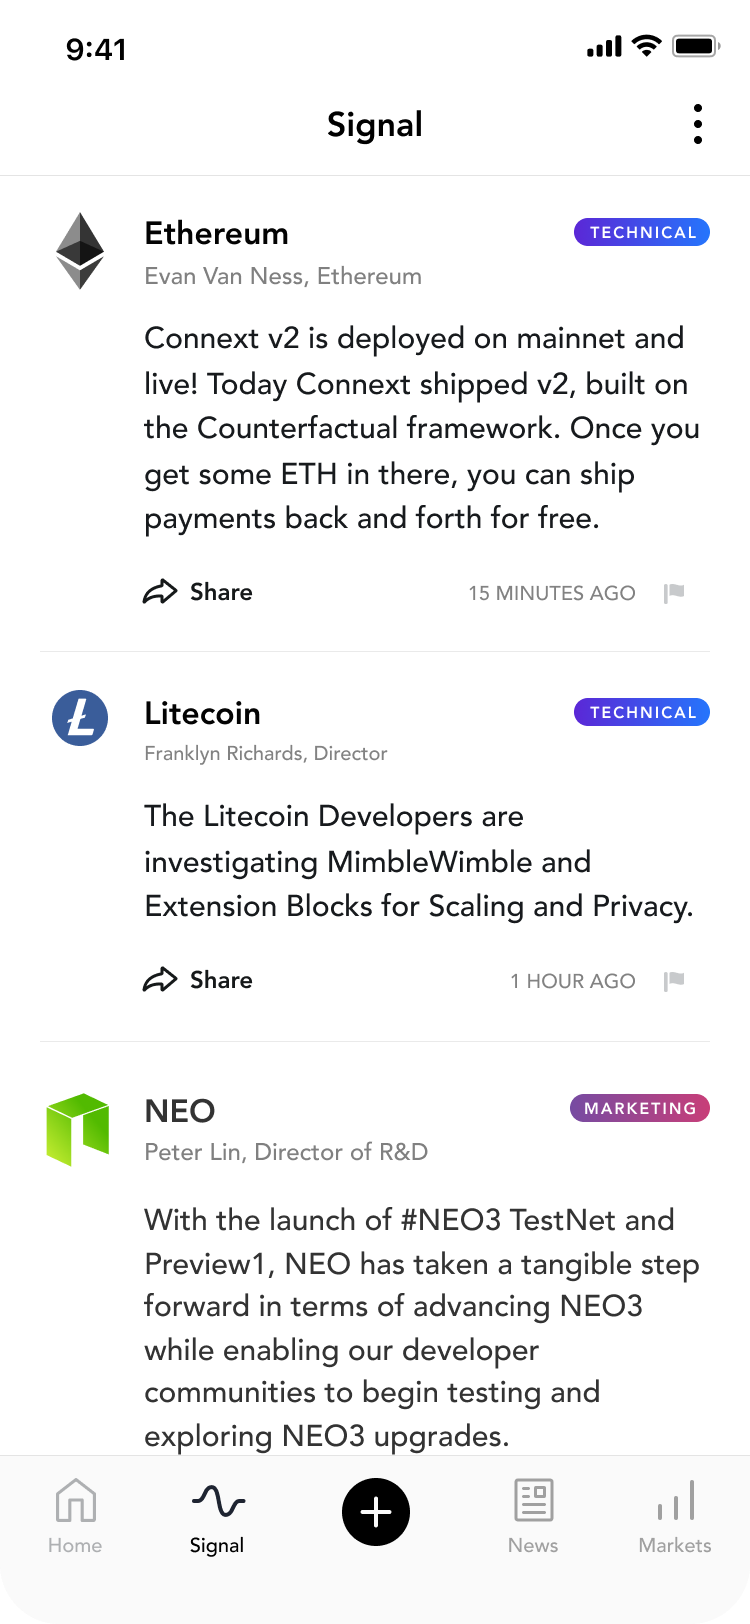 9:41
Signal
Ethereum
TECHNICAL
Evan Van Ness, Ethereum
Connext v2 is deployed on mainnet and
live! Today Connext shipped v2, built on
the Counterfactual framework. Once you
get some ETH in there, you can ship
payments back and forth for free.
Share
15 MINUTES AGO
Litecoin
TECHNICAL
Franklyn Richards, Director
The Litecoin Developers are
investigating MimbleWimble and
Extension Blocks for Scaling and Privacy.
Share
1 HOUR AGO
NEO
MARKETING
Peter Lin, Director of R&D
With the launch of #NEO3 TestNet and
Preview1, NEO has taken a tangible step
forward in terms of advancing NEO3
while enabling our developer
communities to begin testing and
exploring NEO3 upgrades.
Home
Signal
News
Markets